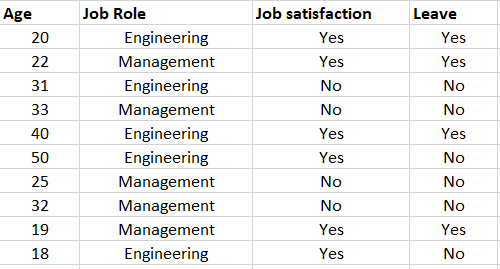 Age Job Role Job satisfaction Leave
20 Engineering Yes Yes
22 Management Yes Yes
31 Engineering No No
33 Management No No
40 Engineering Yes Yes
50 Engineering Yes No
25 Management No No
32 Management No No
19 Management Yes Yes
18 Engineering Yes No